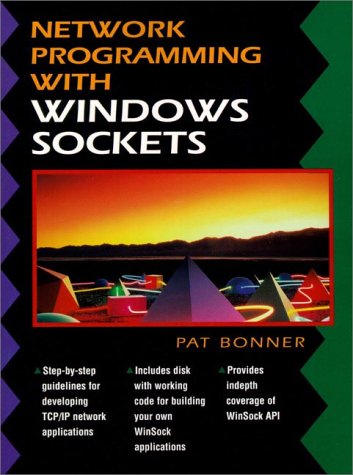 NETWORK
PROGRAMMING
WITH
WINDOWS
SOCKETS
PAT BONNER
Step-by-step
guidelines for
developing
TCP/IP network
applications
Includes disk
with working
code for building
your own
WinSock
applications
Provides
indepth
coverage of
WinSock API